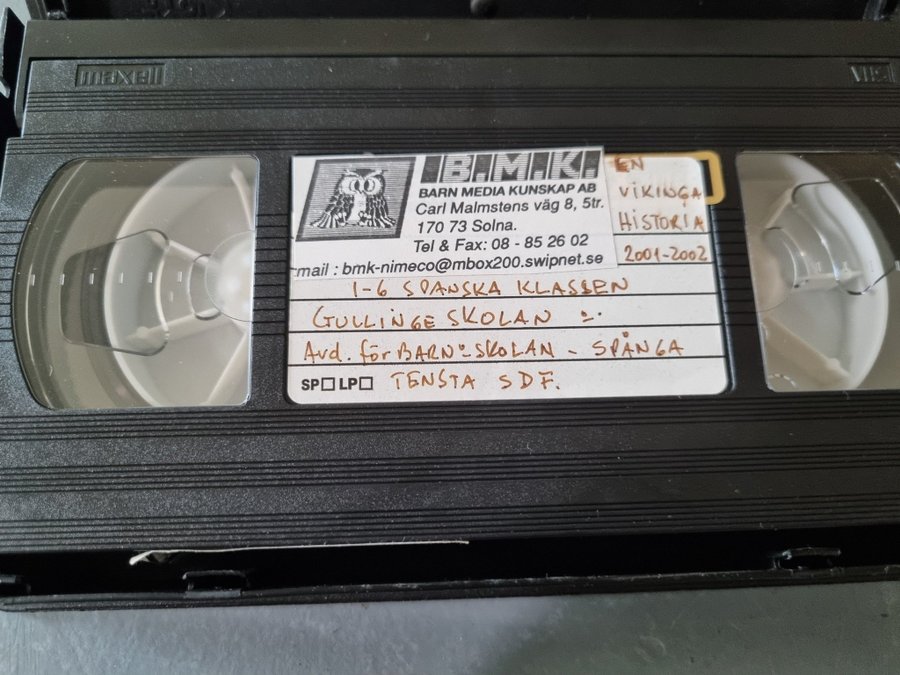 maxell
VHS
B.M.K.
BARN MEDIA KUNSKAP AB
Carl Malmstens väg 8, 5tr.
170 73 Solna.
Tel & Fax: 08 - 85 26 02
mail : bmk-nimeco@mbox200.swipnet.se
EN
VIKINGA
HISTORIA
2001-2002
1-6 SPANSKA KLASSEN
GULLINGE SKOLAN -
Avd. för BARN - SKOLAN - SPÅNGA
SP LP TENSTA SDF.